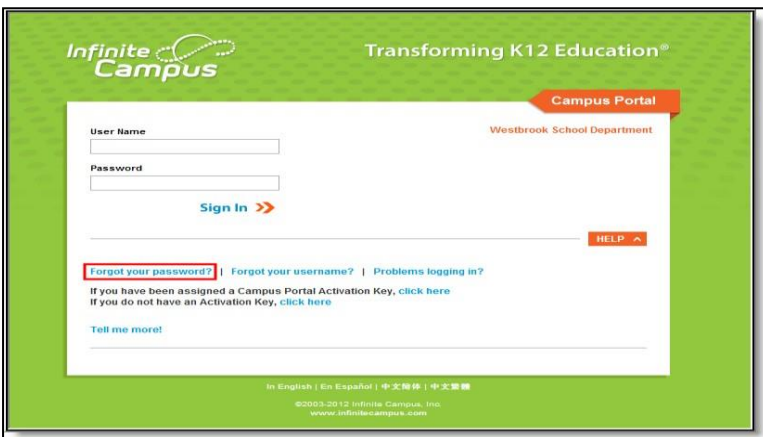 Infinite Campus
Transforming K12 Education®
Campus Portal
Westbrook School Department
User Name
Password
Sign In
HELP
Forgot your password? | Forgot your username? | Problems logging in?
If you have been assigned a Campus Portal Activation Key, click here
If you do not have an Activation Key, click here
Tell me more!
In English | En Español | 中文简体 | 中文繁體
©2003-2012 Infinite Campus, Inc.
www.infinitecampus.com